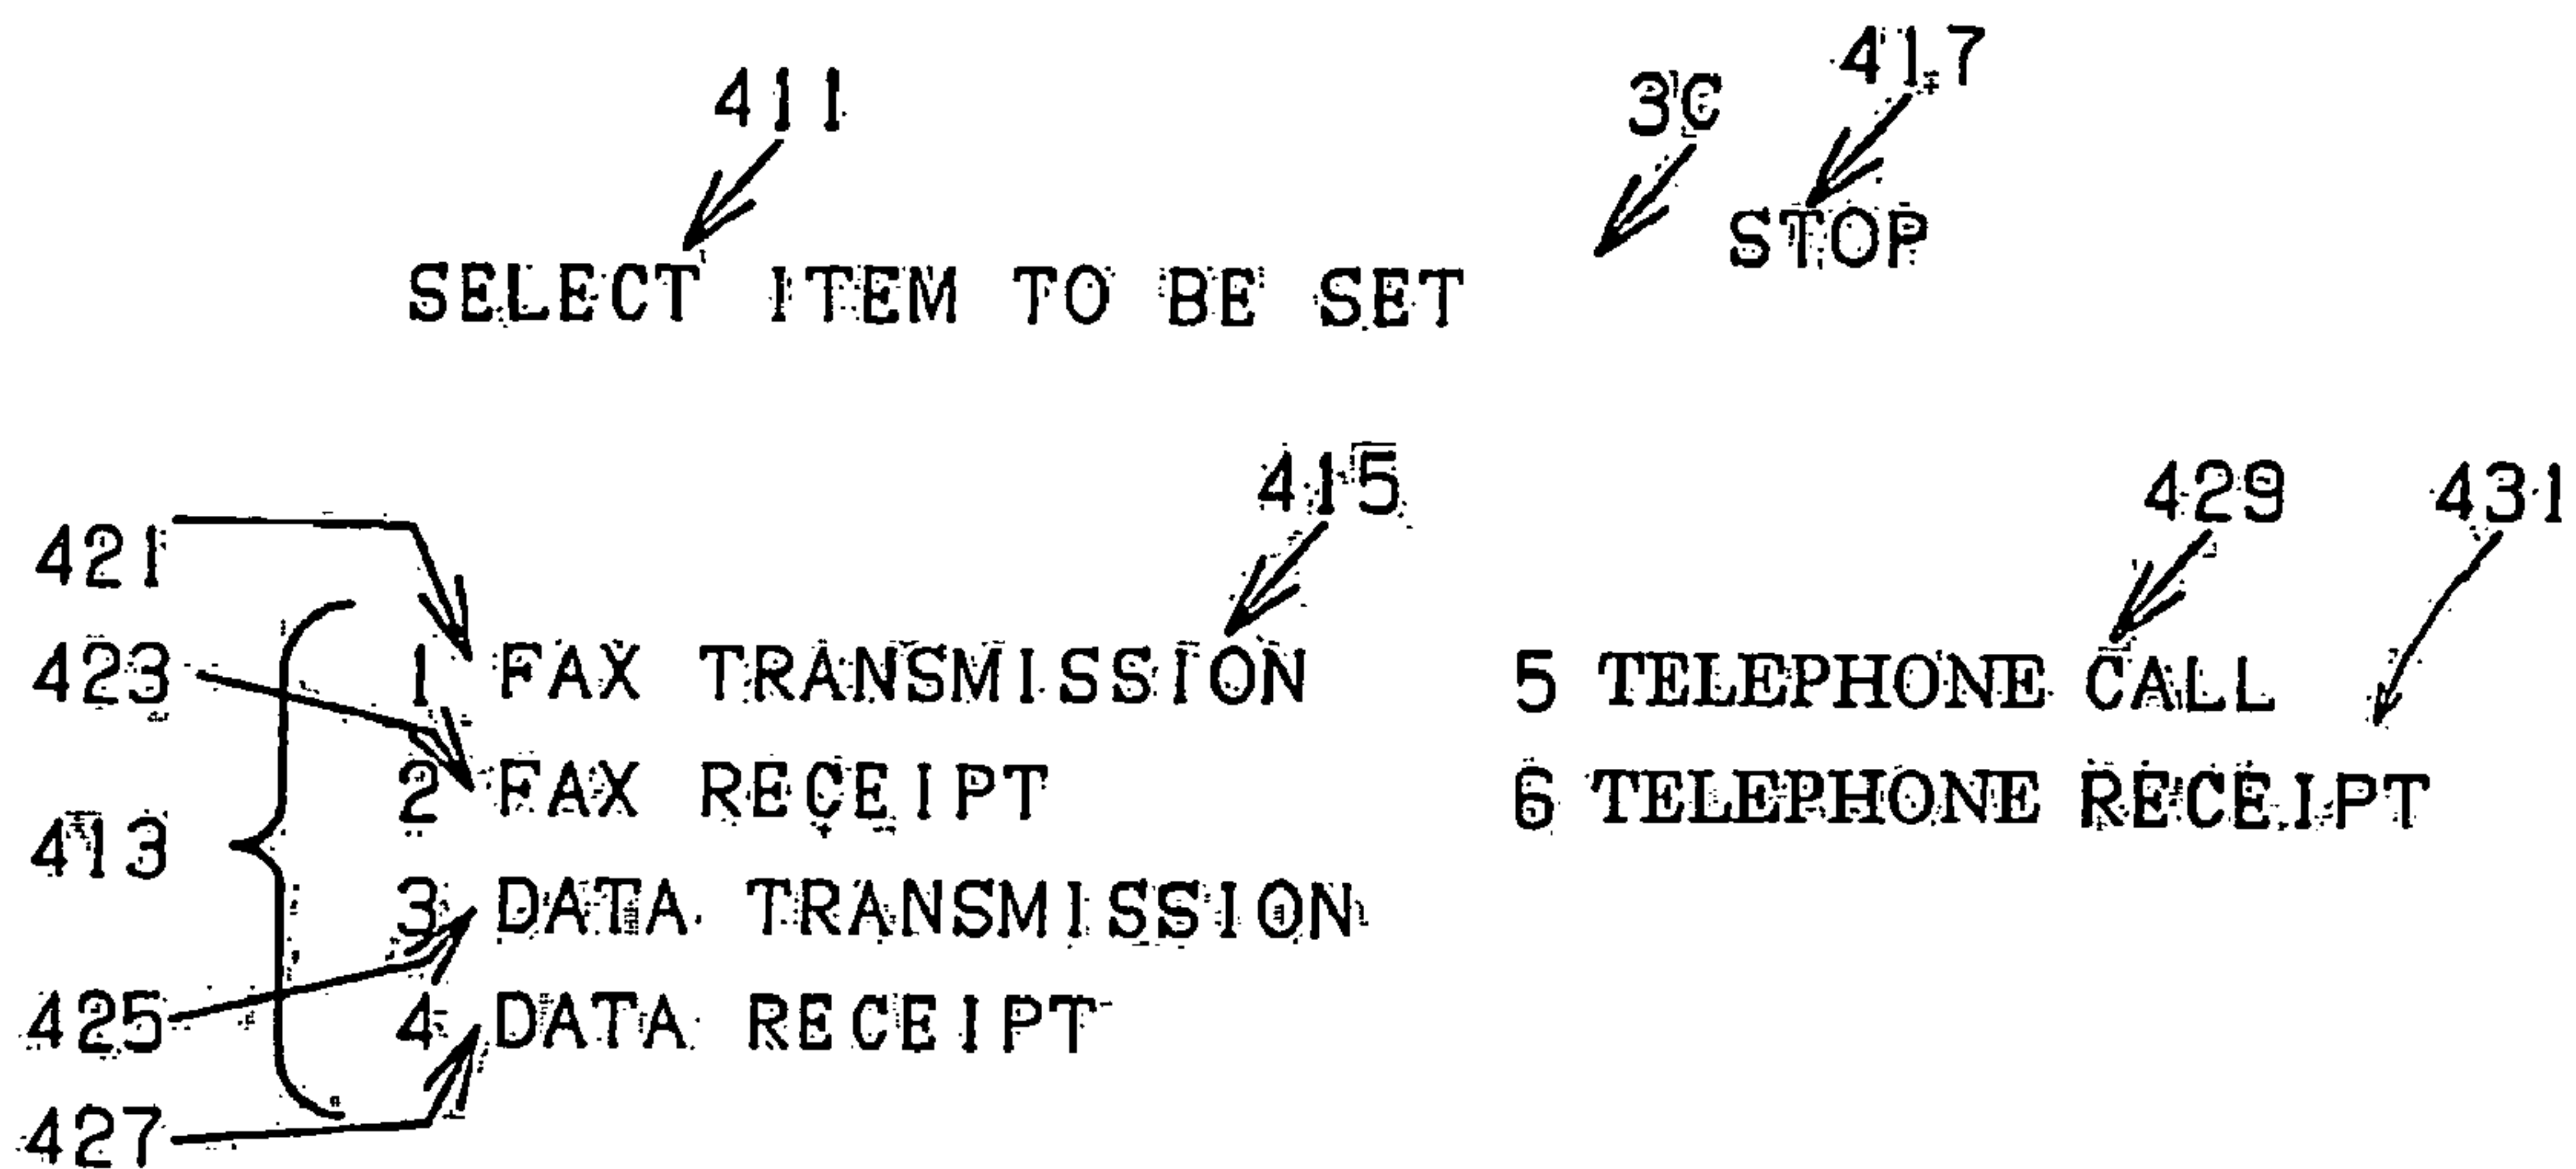 411 3C 417
STOP
SELECT ITEM TO BE SET
415 429 431
421
423 1 FAX TRANSMISSION 5 TELEPHONE CALL
2 FAX RECEIPT 6 TELEPHONE RECEIPT
413
3 DATA TRANSMISSION
425 4 DATA RECEIPT
427